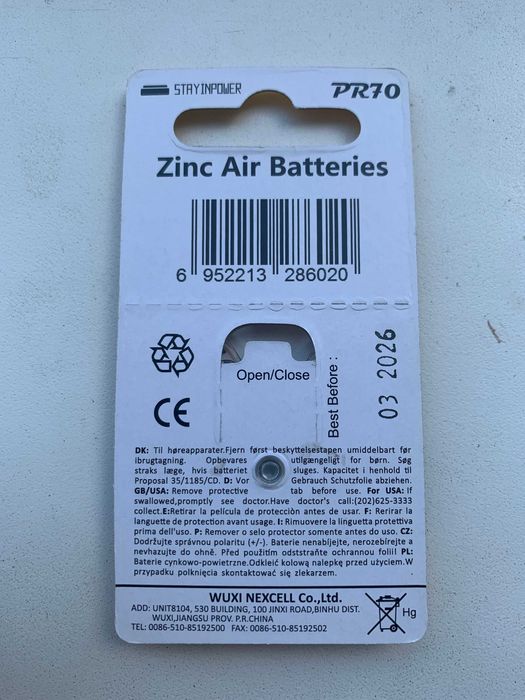 STAYINPOWER
PR70
Zinc Air Batteries
6 952213 286020
Open/Close
Best Before :
03 2026
CE
DK: Til høreapparater.Fjern først beskyttelsestapen umiddelbart før
ibrugtagning. Opbevares utilgængeligt for børn. Søg
straks læge, hvis batteriet sluges. Kapacitet i henhold til
Proposal 35/1185/CD. D: Vor Gebrauch Schutzfolie abziehen.
GB/USA: Remove protective tab before use. For USA: If
swallowed,promptly see doctor.Have doctor's call:(202)625-3333
collect.E:Retirar la película de protección antes de usar. F: Rerirar la
languette de protection avant usage. I: Rimuovere la linguetta protettiva
prima dell'uso. P: Remover o selo protector somente antes do uso. CZ:
Dodržujte správnou polaritu (+/-). Baterie nenabíjejte, nerozebírejte a
nevhazujte do ohně. Před použitím odststraňte ochrannou foliil PL:
Baterie cynkowo-powietrzne.Odkleić kolową nalepkę przed użyciem.W
przypadku polknięcia skontaktować się zlekarzem.
WUXI NEXCELL Co.,Ltd.
ADD: UNIT8104, 530 BUILDING, 100 JINXI ROAD,BINHU DIST.
WUXI,JIANGSU PROV. P.R.CHINA
TEL: 0086-510-85192500 FAX: 0086-510-85192502
Hg